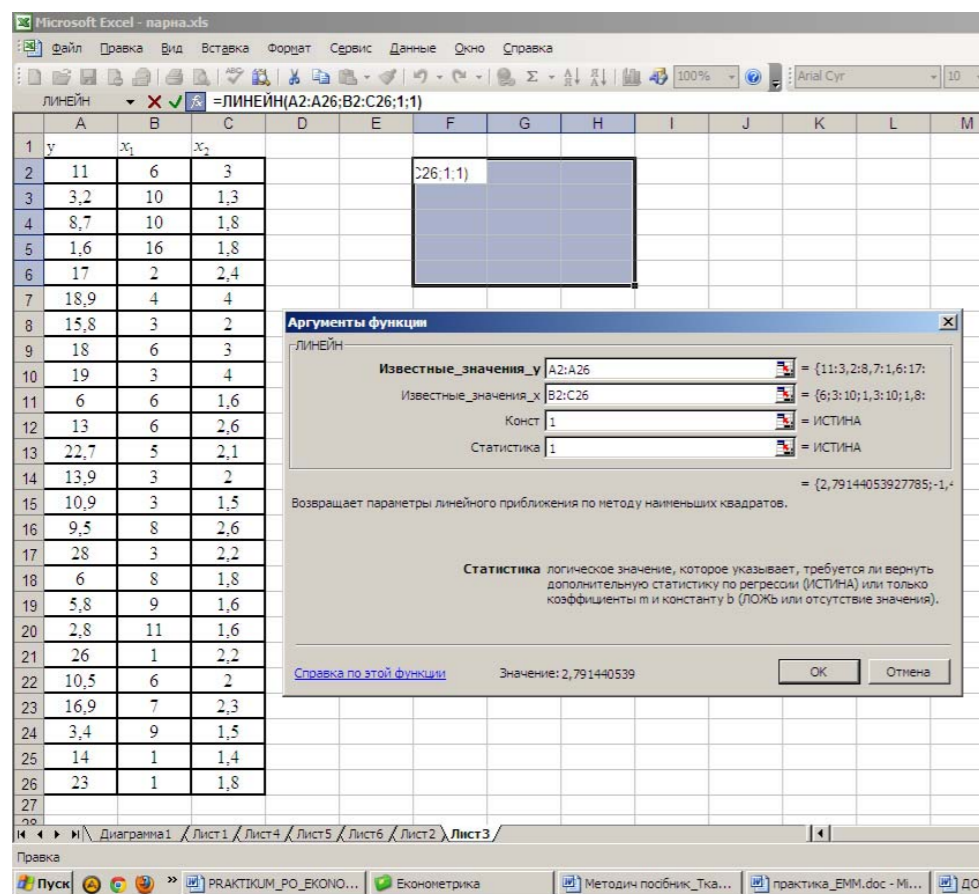 Microsoft Excel - парна.xls
Файл Правка Вид Вставка Формат Сервис Данные Окно Справка
100% Arial Cyr 10
ЛИНЕЙН =ЛИНЕЙН(A2:A26;B2:C26;1;1)
A B C D E F G H I J K L M
1 y x₁ x₂
2 11 6 3 C26;1;1)
3 3,2 10 1,3
4 8,7 10 1,8
5 1,6 16 1,8
6 17 2 2,4
7 18,9 4 4
8 15,8 3 2
9 18 6 3
10 19 3 4
11 6 6 1,6
12 13 6 2,6
13 22,7 5 2,1
14 13,9 3 2
15 10,9 3 1,5
16 9,5 8 2,6
17 28 3 2,2
18 6 8 1,8
19 5,8 9 1,6
20 2,8 11 1,6
21 26 1 2,2
22 10,5 6 2
23 16,9 7 2,3
24 3,4 9 1,5
25 14 1 1,4
26 23 1 1,8
27
28
Аргументы функции
ЛИНЕЙН
Известные_значения_y A2:A26 = {11:3,2:8,7:1,6:17:
Известные_значения_x B2:C26 = {6;3:10;1,3:10;1,8:
Конст 1 = ИСТИНА
Статистика 1 = ИСТИНА
= {2,79144053927785;-1,4
Возвращает параметры линейного приближения по методу наименьших квадратов.
Статистика логическое значение, которое указывает, требуется ли вернуть
дополнительную статистику по регрессии (ИСТИНА) или только
коэффициенты m и константу b (ЛОЖЬ или отсутствие значения).
Справка по этой функции Значение: 2,791440539 OK Отмена
Диаграмма1 Лист1 Лист4 Лист5 Лист6 Лист2 Лист3
Правка
Пуск PRAKTIKUM_PO_EKONO... Економетрика Методич посібник_Тка... практика_ЕММ.doc - Mi...